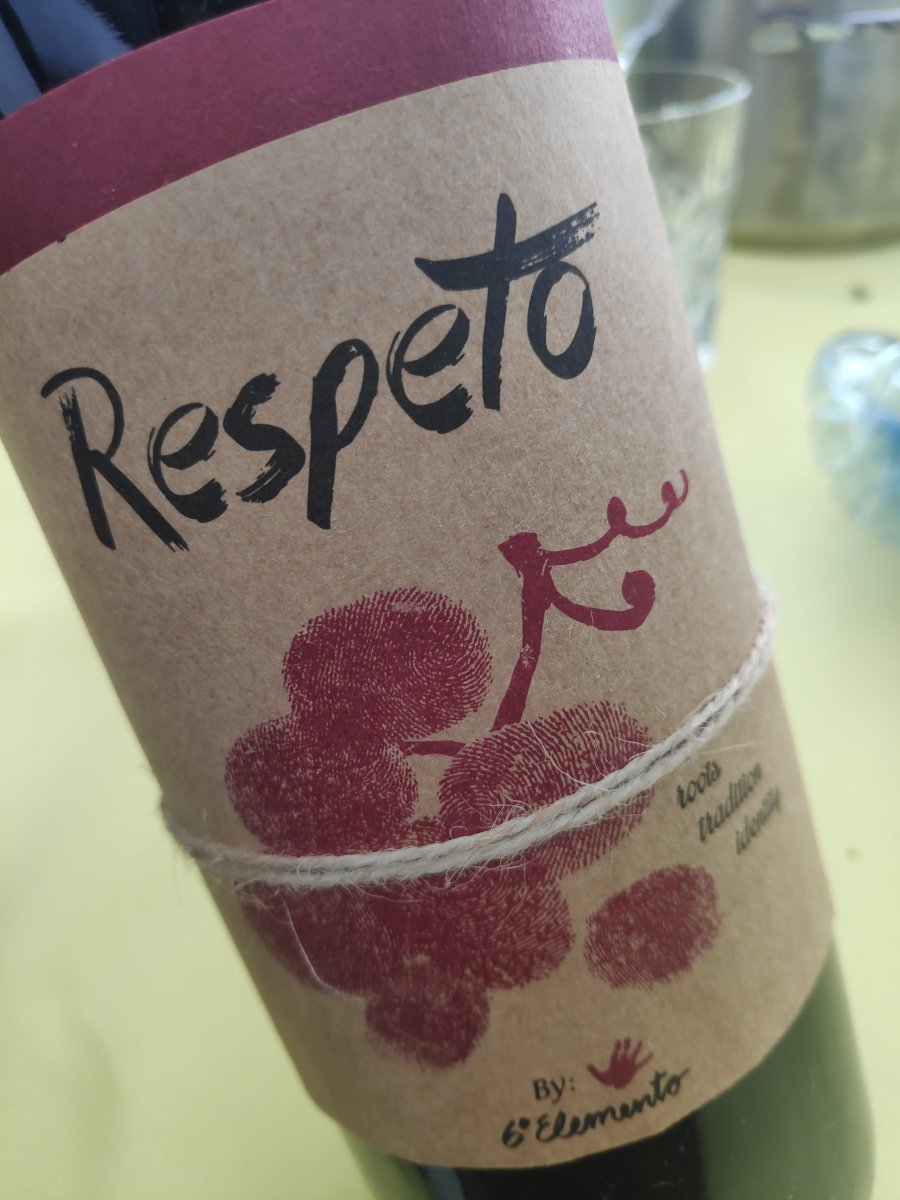 Respeto
roots
tradition
identity
By:
6º Elemento